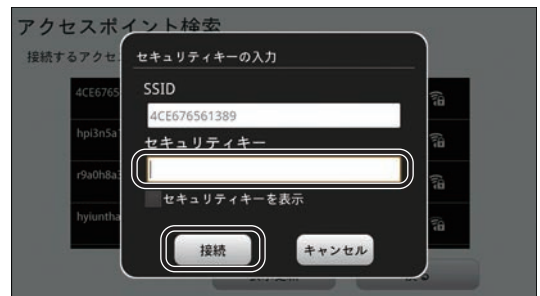 アクセスポイント検索
接続するアクセ
セキュリティキーの入力
SSID
4CE676561389
セキュリティキー
セキュリティキーを表示
接続
キャンセル
4CE6765
hpi3n5a
r9a0h8a3
hyiuntha